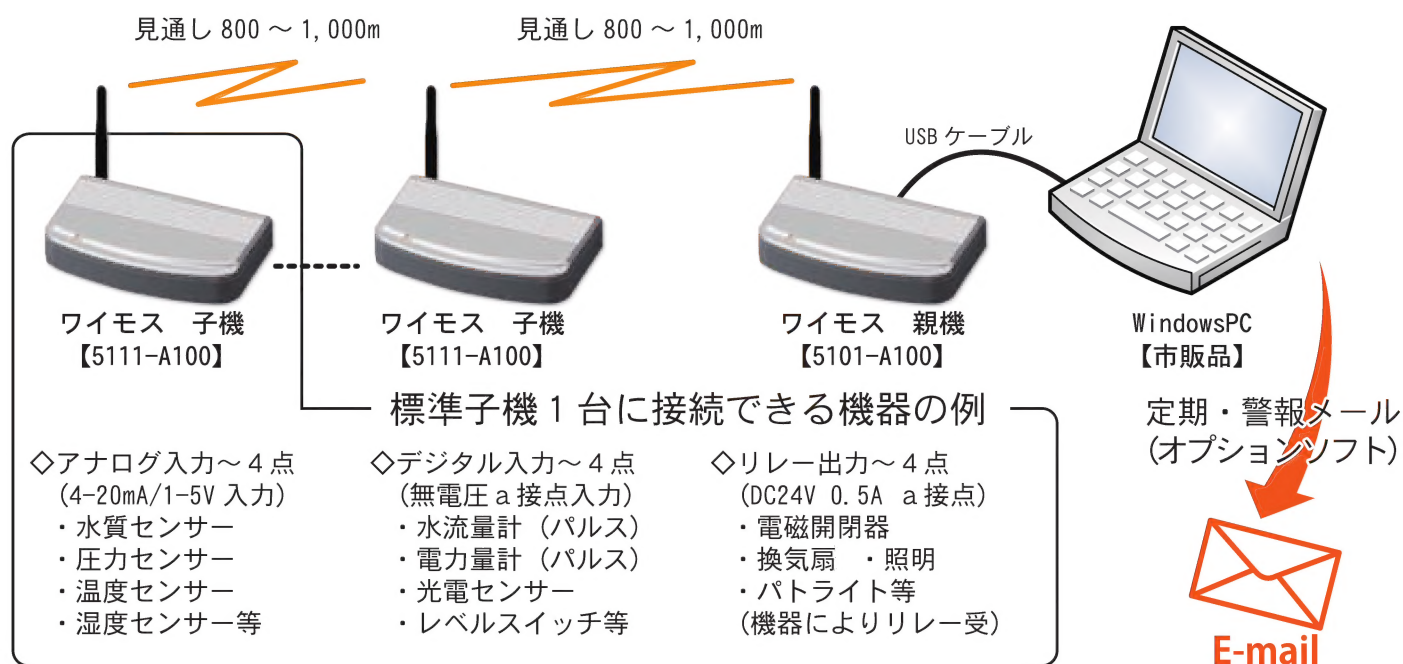 見通し 800 ～ 1,000m
見通し 800 ～ 1,000m
USB ケーブル
ワイモス 子機
【5111-A100】
ワイモス 子機
【5111-A100】
ワイモス 親機
【5101-A100】
WindowsPC
【市販品】
標準子機 1 台に接続できる機器の例
◇アナログ入力～ 4 点
(4-20mA/1-5V 入力)
・水質センサー
・圧力センサー
・温度センサー
・湿度センサー等
◇デジタル入力～ 4 点
(無電圧 a 接点入力)
・水流量計（パルス）
・電力量計（パルス）
・光電センサー
・レベルスイッチ等
◇リレー出力～ 4 点
(DC24V 0.5A a 接点)
・電磁開閉器
・換気扇 ・照明
・パトライト等
(機器によりリレー受)
定期・警報メール
(オプションソフト)
E-mail